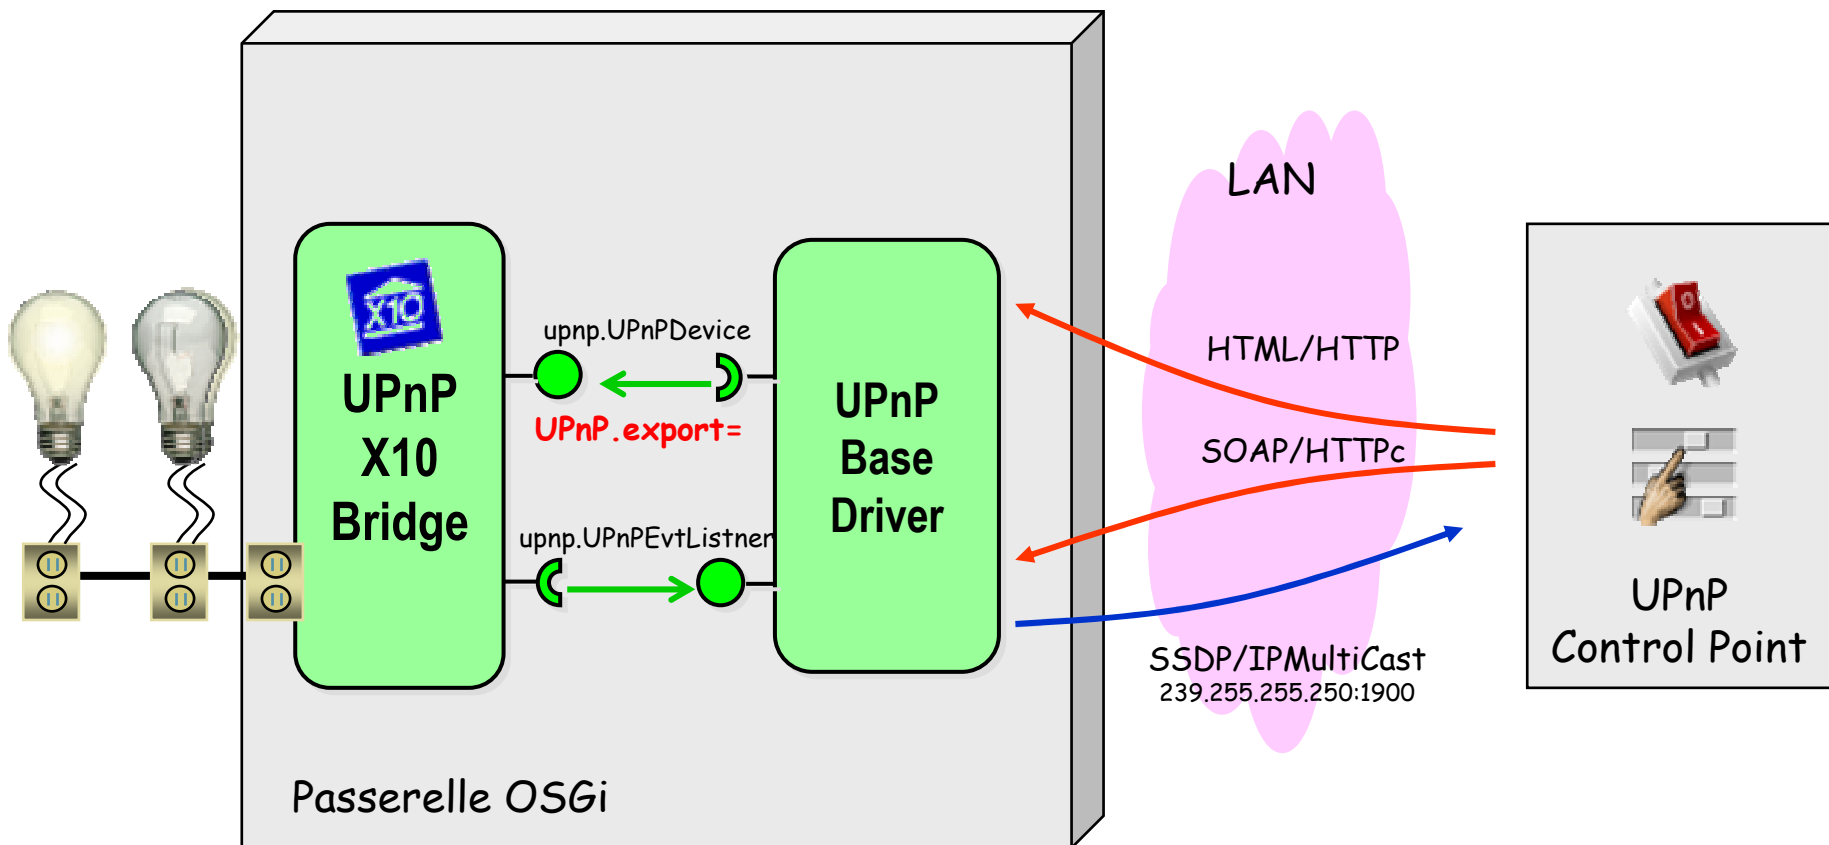 LAN
X10
UPnP
X10
Bridge
upnp.UPnPDevice
UPnP.export=
upnp.UPnPEvtListner
UPnP
Base
Driver
HTML/HTTP
SOAP/HTTPc
SSDP/IPMultiCast
239.255.255.250:1900
UPnP
Control Point
Passerelle OSGi